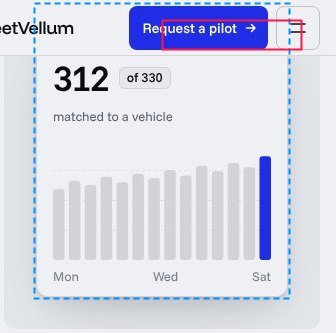 eetVellum
Request a pilot →
312
of 330
matched to a vehicle
Mon Wed Sat